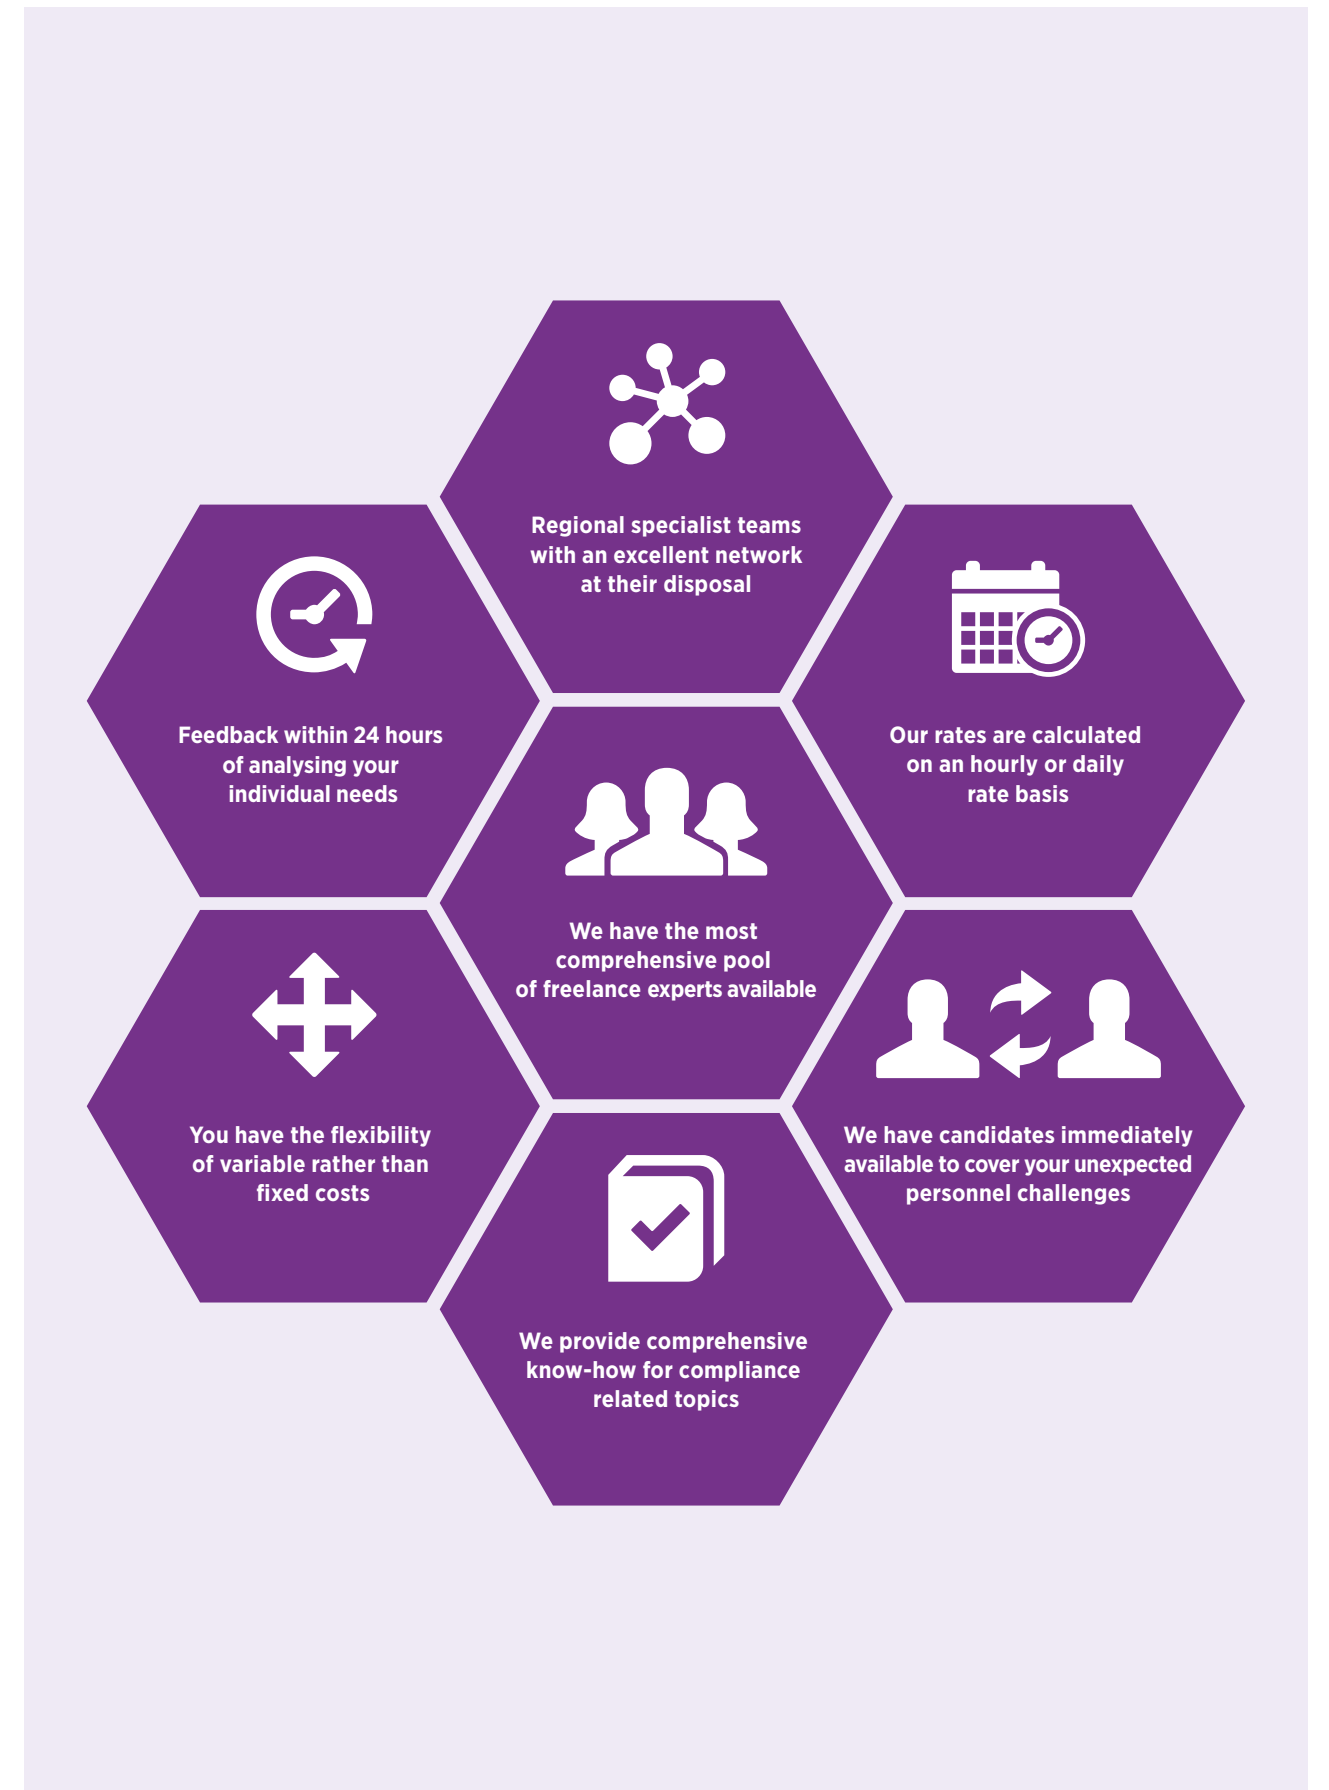 Regional specialist teams
with an excellent network
at their disposal
Feedback within 24 hours
of analysing your
individual needs
Our rates are calculated
on an hourly or daily
rate basis
We have the most
comprehensive pool
of freelance experts available
You have the flexibility
of variable rather than
fixed costs
We have candidates immediately
available to cover your unexpected
personnel challenges
We provide comprehensive
know-how for compliance
related topics